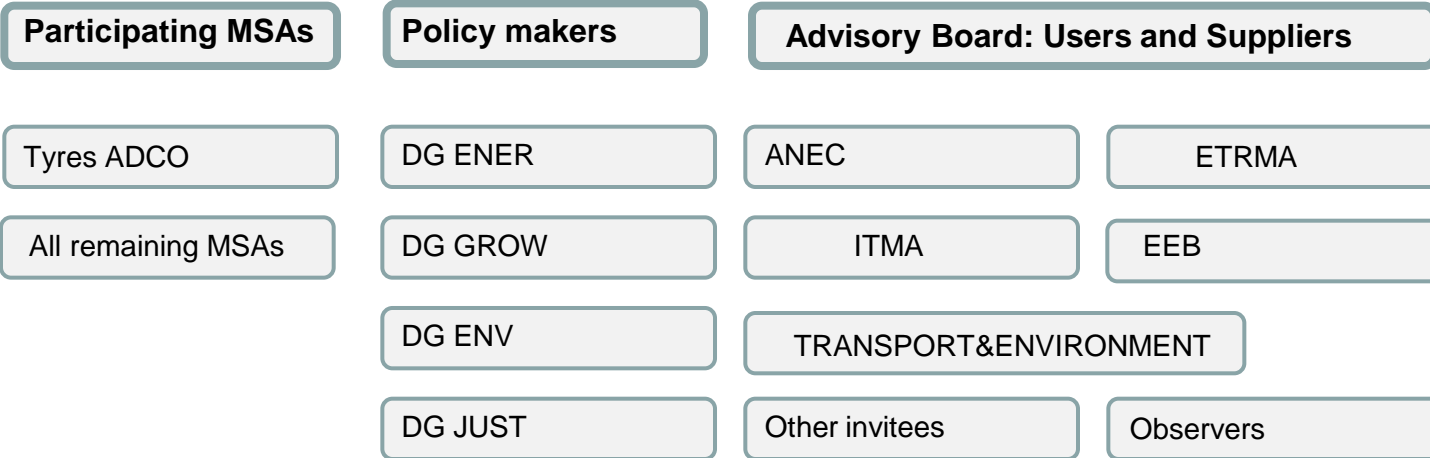 Participating MSAs
Policy makers
Advisory Board: Users and Suppliers
Tyres ADCO
DG ENER
ANEC
ETRMA
All remaining MSAs
DG GROW
ITMA
EEB
DG ENV
TRANSPORT&ENVIRONMENT
DG JUST
Other invitees
Observers